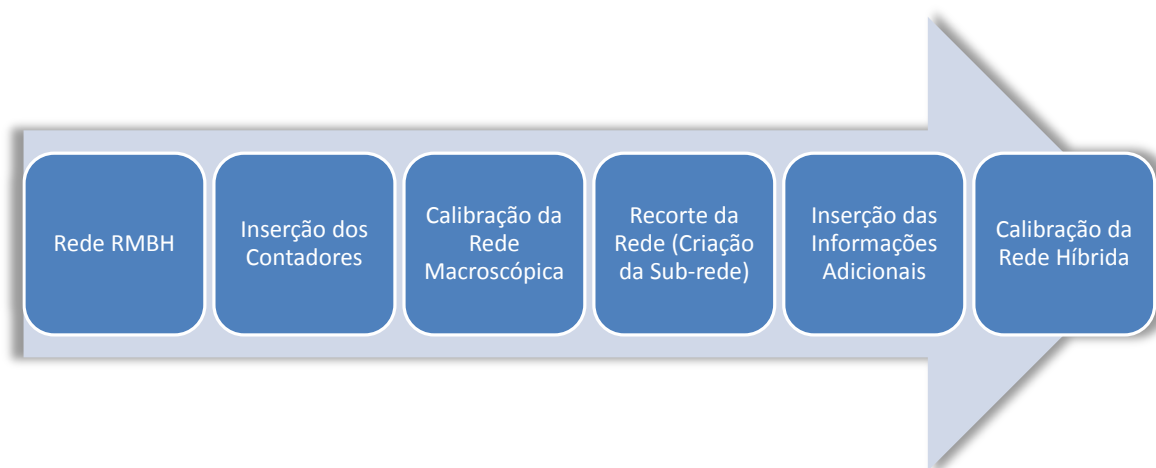 Rede RMBH
Inserção dos
Contadores
Calibração da
Rede
Macroscópica
Recorte da
Rede (Criação
da Sub-rede)
Inserção das
Informações
Adicionais
Calibração da
Rede Híbrida